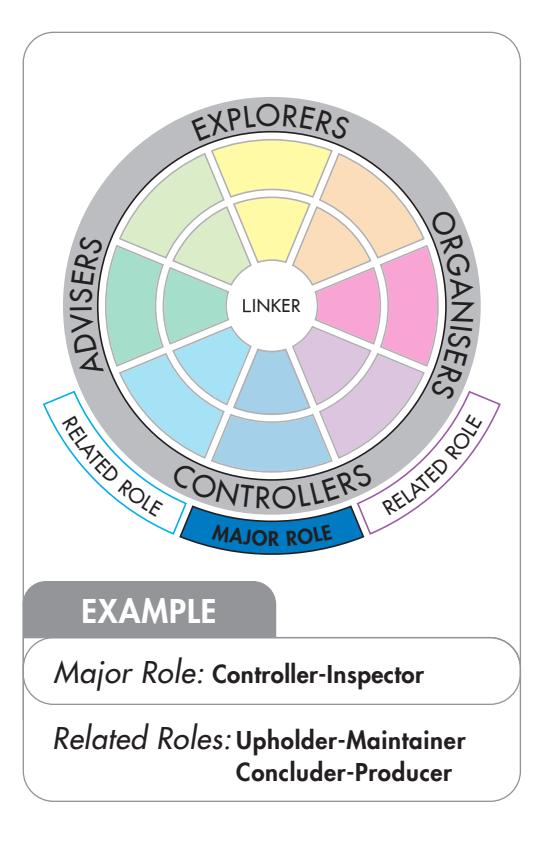 EXPLORERS
ORGANISERS
ADVISERS
LINKER
CONTROLLERS
RELATED ROLE
MAJOR ROLE
RELATED ROLE
EXAMPLE
Major Role: Controller-Inspector
Related Roles: Upholder-Maintainer
Concluder-Producer